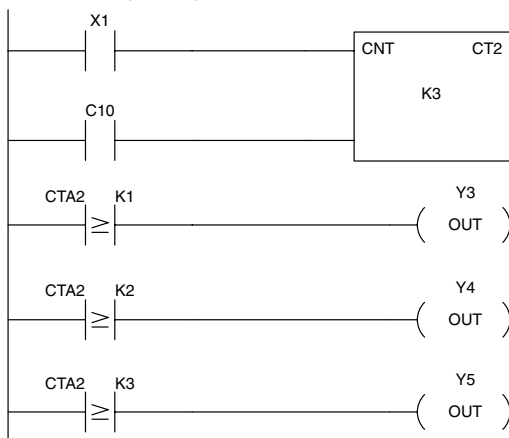 X1
CNT CT2
K3
C10
CTA2 ≥ K1 Y3
OUT
CTA2 ≥ K2 Y4
OUT
CTA2 ≥ K3 Y5
OUT